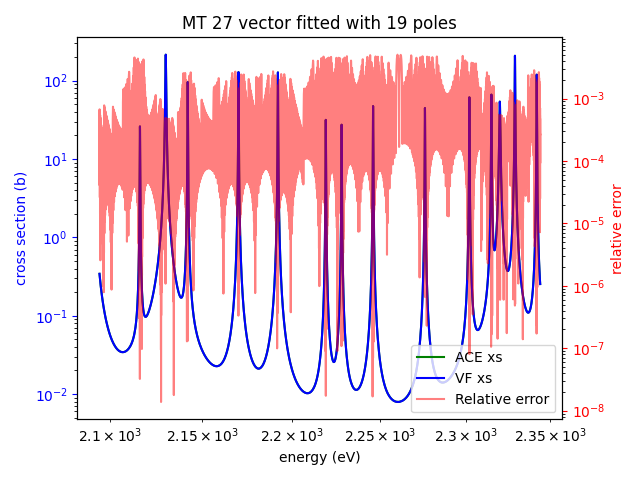 MT 27 vector fitted with 19 poles
10²
10¹
10⁰
10⁻¹
10⁻²
cross section (b)
10⁻³
10⁻⁴
10⁻⁵
10⁻⁶
10⁻⁷
10⁻⁸
relative error
ACE xs
VF xs
Relative error
2.1 × 10³ 2.15 × 10³ 2.2 × 10³ 2.25 × 10³ 2.3 × 10³ 2.35 × 10³
energy (eV)